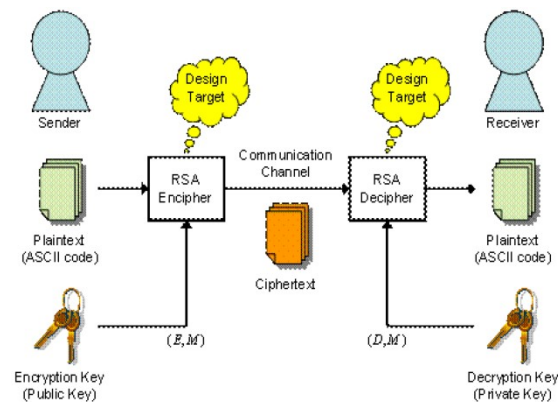 Design
Target
Design
Target
Sender
Receiver
Communication
Channel
RSA
Encipher
RSA
Decipher
Plaintext
(ASCII code)
Ciphertext
Plaintext
(ASCII code)
(E,M)
(D,M)
Encryption Key
(Public Key)
Decryption Key
(Private Key)